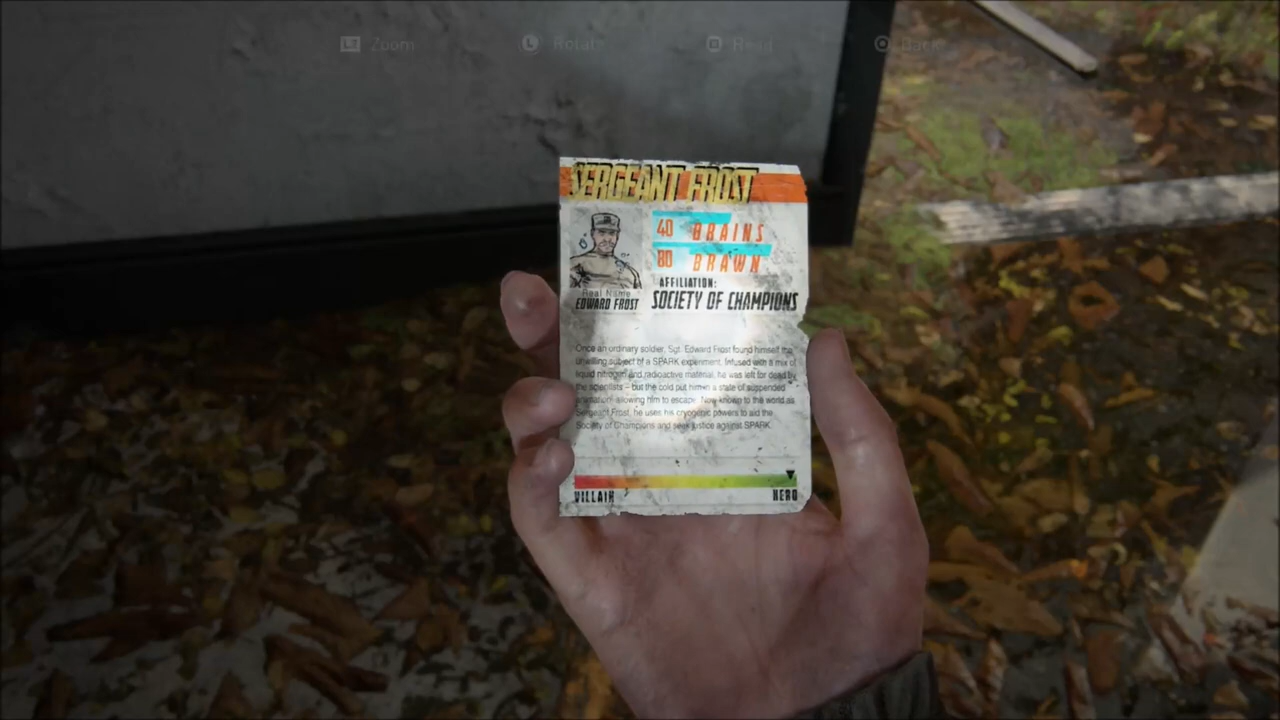 L2 Zoom L Rotate Read Back
SERGEANT FROST
40 BRAINS
80 BRAWN
AFFILIATION:
SOCIETY OF CHAMPIONS
Real Name
EDWARD FROST
Once an ordinary soldier, Sgt. Edward Frost found himself the
unwilling subject of a SPARK experiment. Infused with a mix of
liquid nitrogen and radioactive material, he was left for dead by
the scientists – but the cold put him in a state of suspended
animation, allowing him to escape. Now known to the world as
Sergeant Frost, he uses his cryogenic powers to aid the
Society of Champions and seek justice against SPARK.
VILLAIN HERO